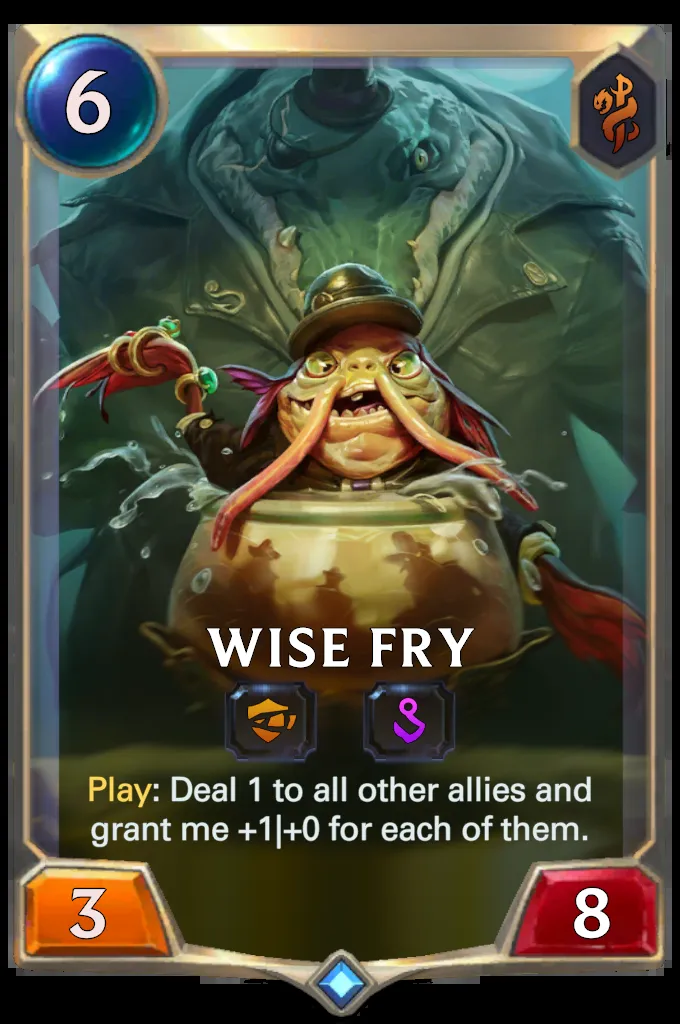 6
WISE FRY
Play: Deal 1 to all other allies and
grant me +1|+0 for each of them.
3
8